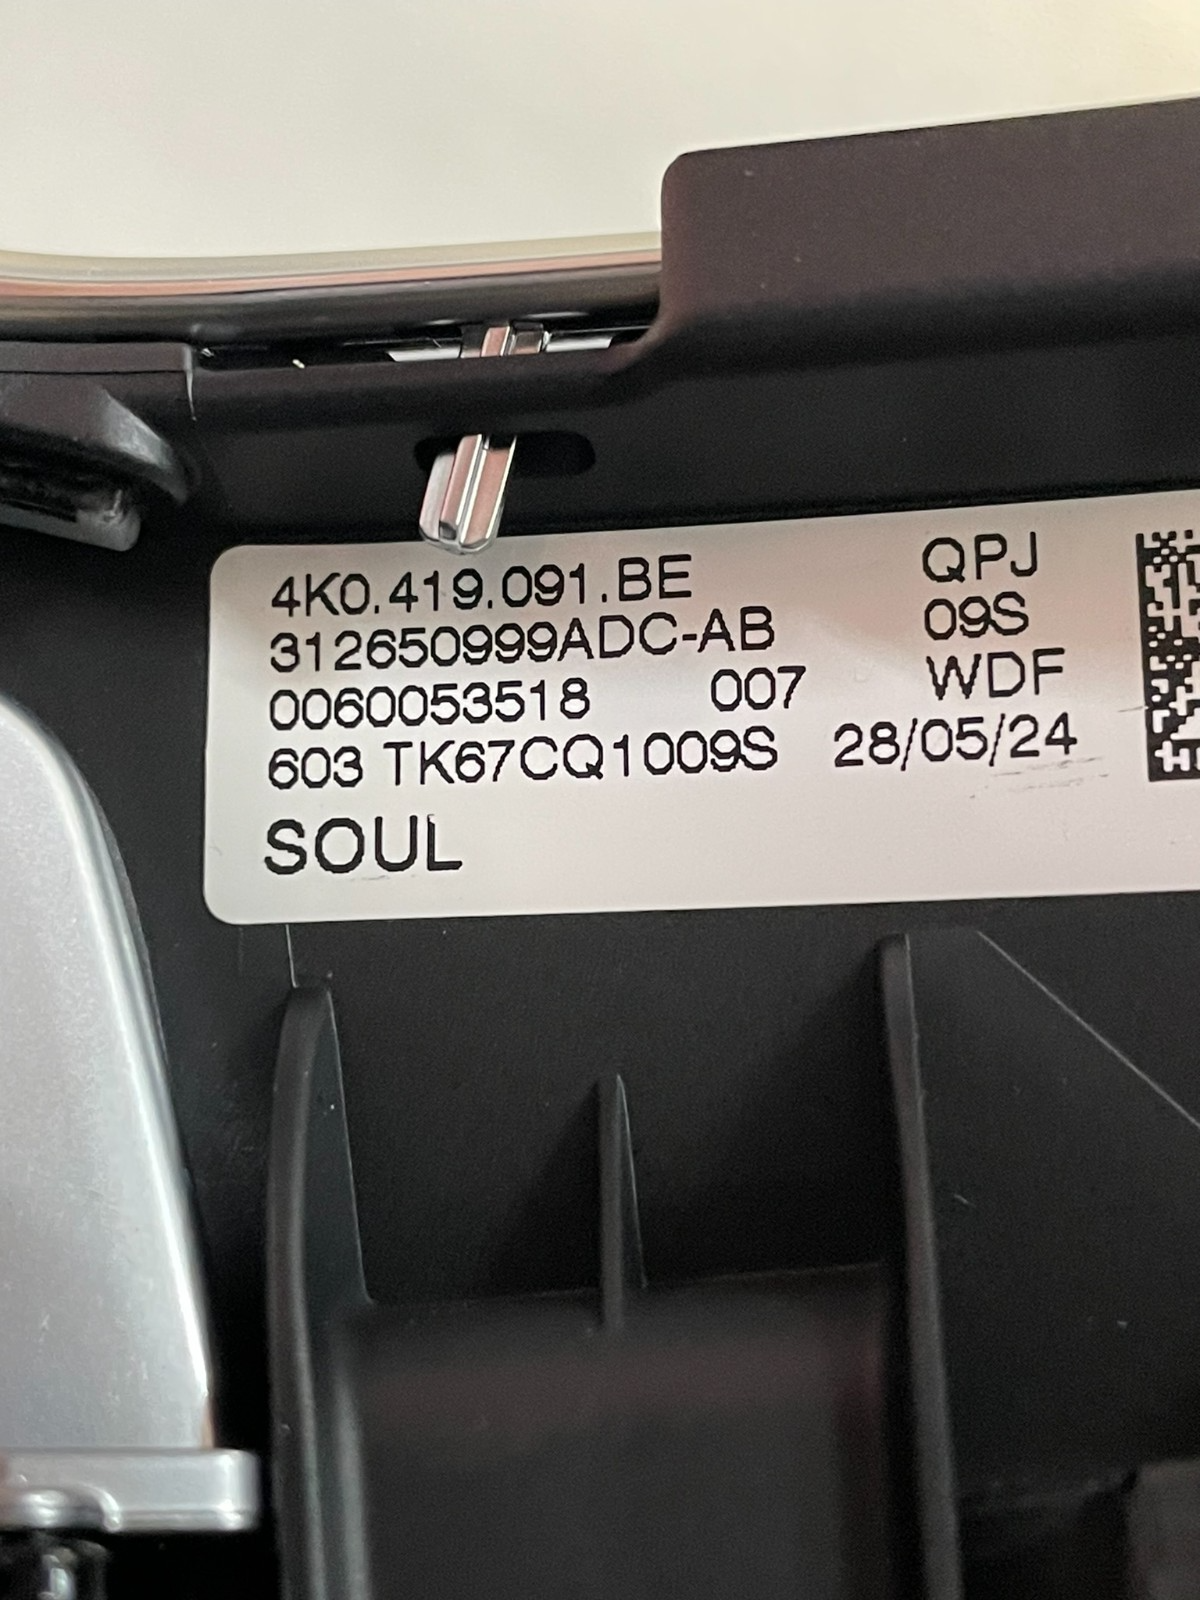 4K0.419.091.BE QPJ
312650999ADC-AB 09S
0060053518 007 WDF
603 TK67CQ1009S 28/05/24
SOUL